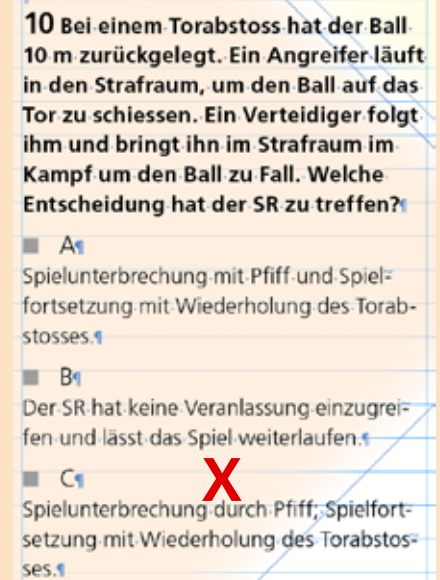 10 Bei einem Torabstoss hat der Ball
10 m zurückgelegt. Ein Angreifer läuft
in den Strafraum, um den Ball auf das
Tor zu schiessen. Ein Verteidiger folgt
ihm und bringt ihn im Strafraum im
Kampf um den Ball zu Fall. Welche
Entscheidung hat der SR zu treffen?¶
A¶
Spielunterbrechung mit Pfiff und Spiel-
fortsetzung mit Wiederholung des Torab-
stosses.¶
B¶
Der SR hat keine Veranlassung einzugrei-
fen und lässt das Spiel weiterlaufen.¶
X
C¶
Spielunterbrechung durch Pfiff; Spielfort-
setzung mit Wiederholung des Torabstos-
ses.¶